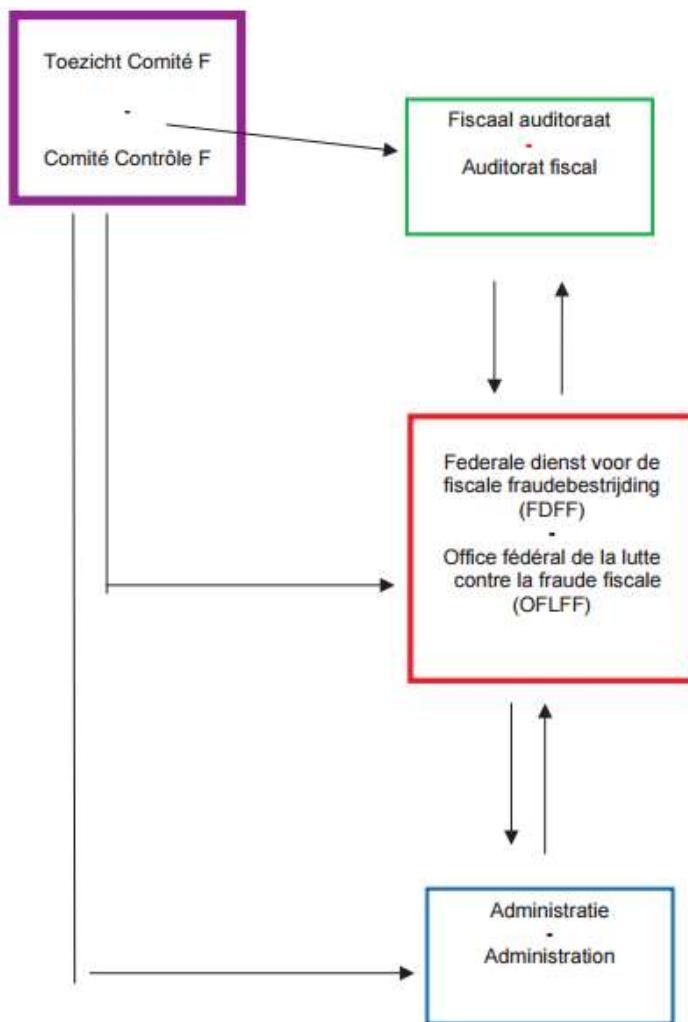 Toezicht Comité F
-
Comité Contrôle F
Fiscaal auditoraat
-
Auditorat fiscal
Federale dienst voor de
fiscale fraudebestrijding
(FDFF)
-
Office fédéral de la lutte
contre la fraude fiscale
(OFLFF)
Administratie
-
Administration